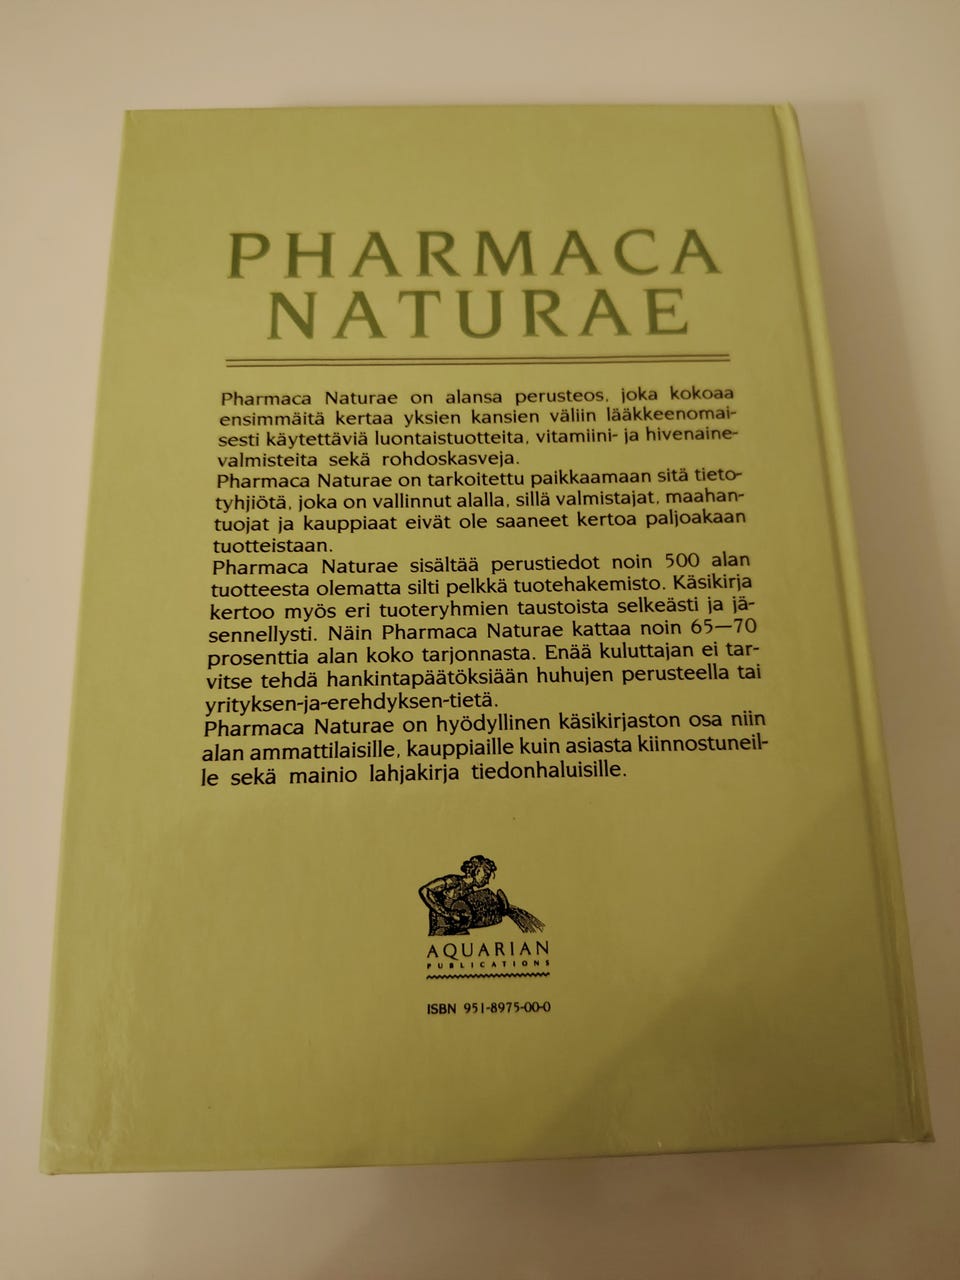 PHARMACA
NATURAE
Pharmaca Naturae on alansa perusteos, joka kokoaa
ensimmäitä kertaa yksien kansien väliin lääkkeenomai-
sesti käytettäviä luontaistuotteita, vitamiini- ja hivenaine-
valmisteita sekä rohdoskasveja.
Pharmaca Naturae on tarkoitettu paikkaamaan sitä tieto-
tyhjiötä, joka on vallinnut alalla, sillä valmistajat, maahan-
tuojat ja kauppiaat eivät ole saaneet kertoa paljoakaan
tuotteistaan.
Pharmaca Naturae sisältää perustiedot noin 500 alan
tuotteesta olematta silti pelkkä tuotehakemisto. Käsikirja
kertoo myös eri tuoteryhmien taustoista selkeästi ja jä-
sennellysti. Näin Pharmaca Naturae kattaa noin 65—70
prosenttia alan koko tarjonnasta. Enää kuluttajan ei tar-
vitse tehdä hankintapäätöksiään huhujen perusteella tai
yrityksen-ja-erehdyksen-tietä.
Pharmaca Naturae on hyödyllinen käsikirjaston osa niin
alan ammattilaisille, kauppiaille kuin asiasta kiinnostuneil-
le sekä mainio lahjakirja tiedonhaluisille.
AQUARIAN
PUBLICATIONS
ISBN 951-8975-00-0